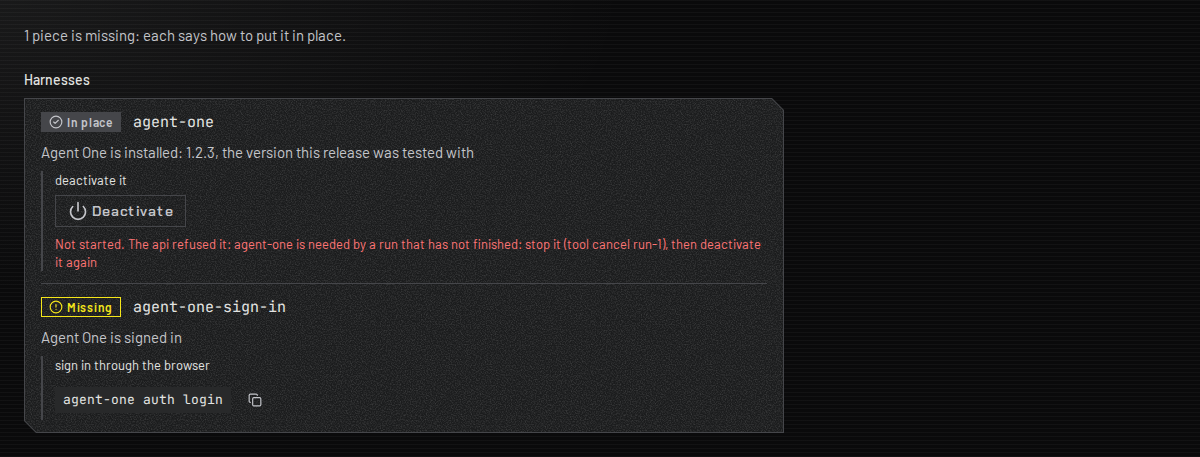 1 piece is missing: each says how to put it in place.
Harnesses
In place agent-one
Agent One is installed: 1.2.3, the version this release was tested with
deactivate it
Deactivate
Not started. The api refused it: agent-one is needed by a run that has not finished: stop it (tool cancel run-1), then deactivate
it again
Missing agent-one-sign-in
Agent One is signed in
sign in through the browser
agent-one auth login